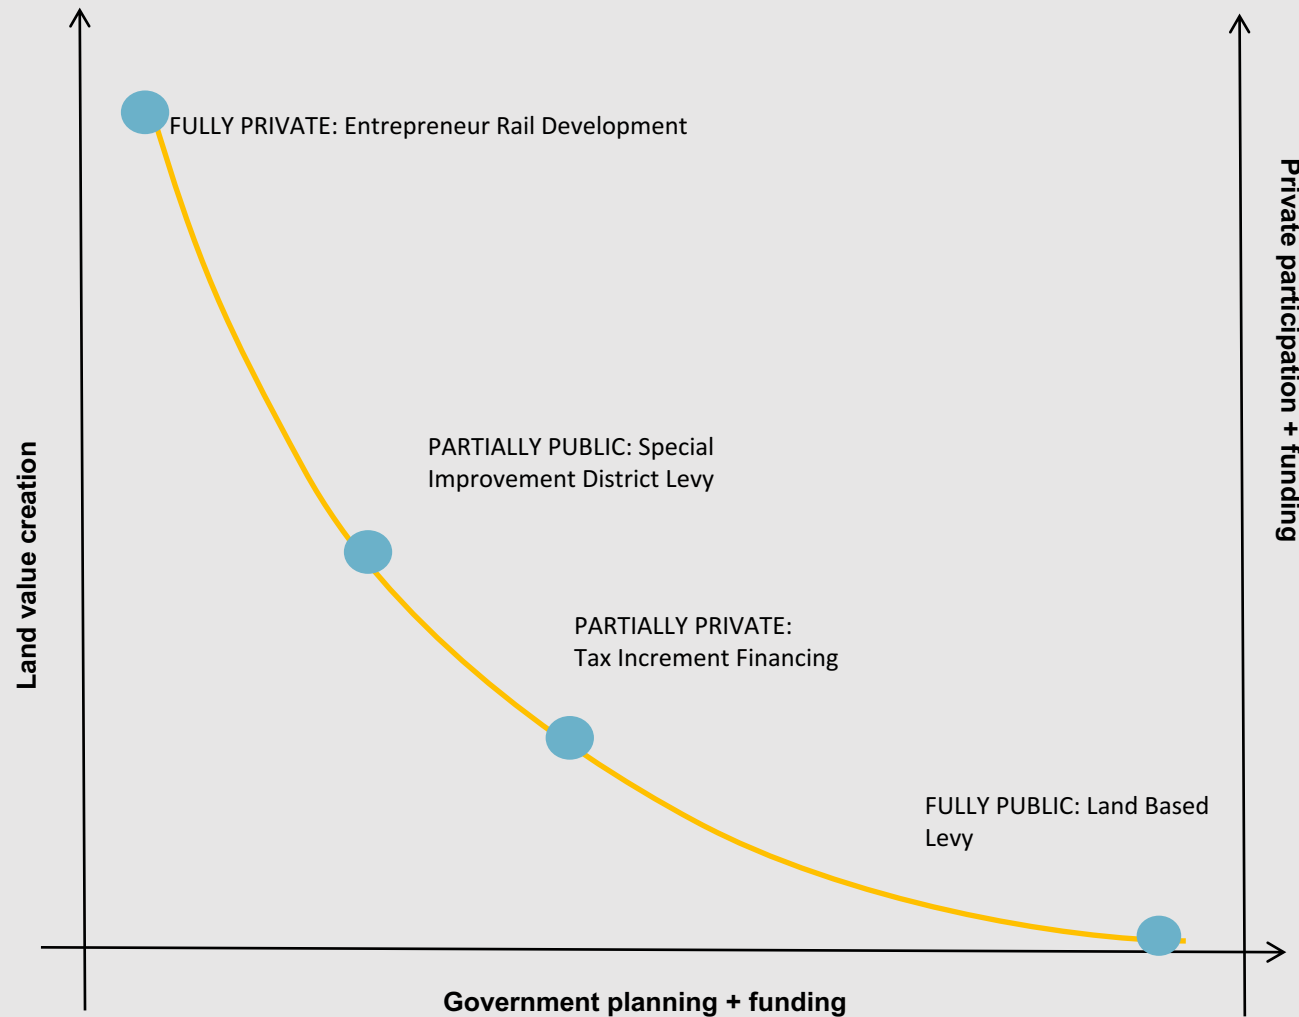 FULLY PRIVATE: Entrepreneur Rail Development
Private participation + funding
PARTIALLY PUBLIC: Special
Improvement District Levy
Land value creation
PARTIALLY PRIVATE:
Tax Increment Financing
FULLY PUBLIC: Land Based
Levy
Government planning + funding